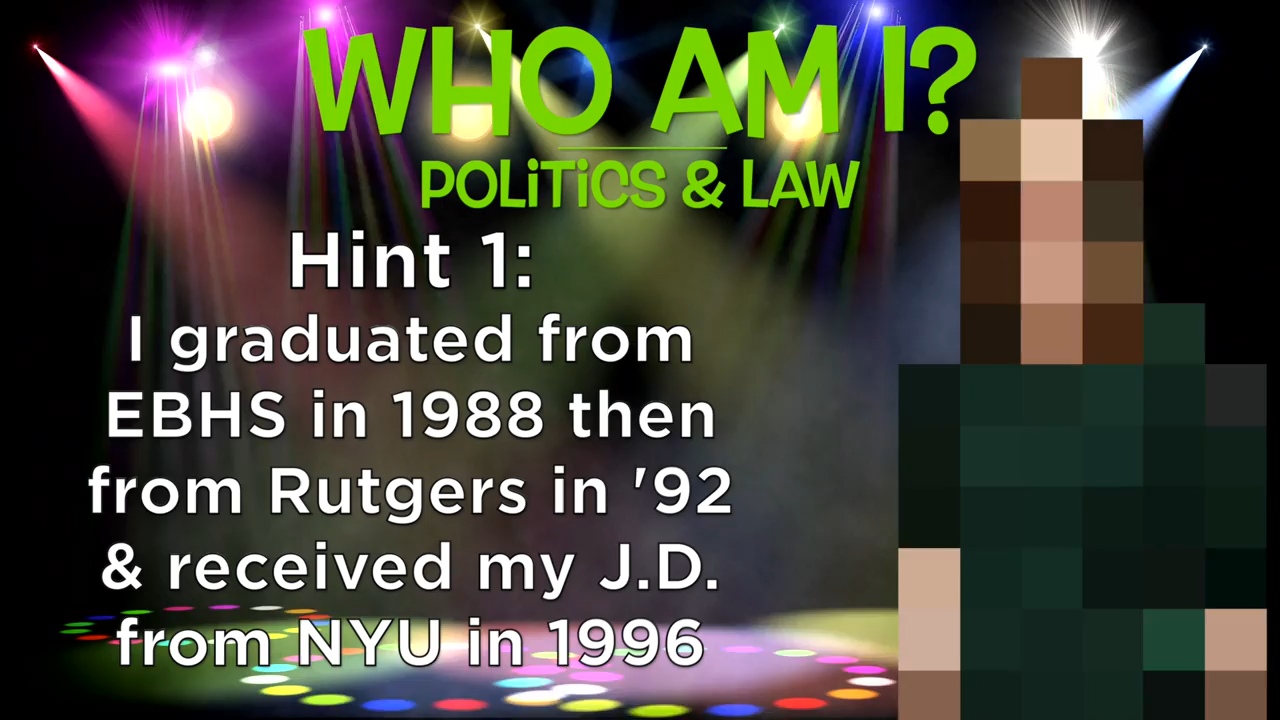 WHO AM I?
POLiTiCS & LAW
Hint 1:
I graduated from
EBHS in 1988 then
from Rutgers in '92
& received my J.D.
from NYU in 1996